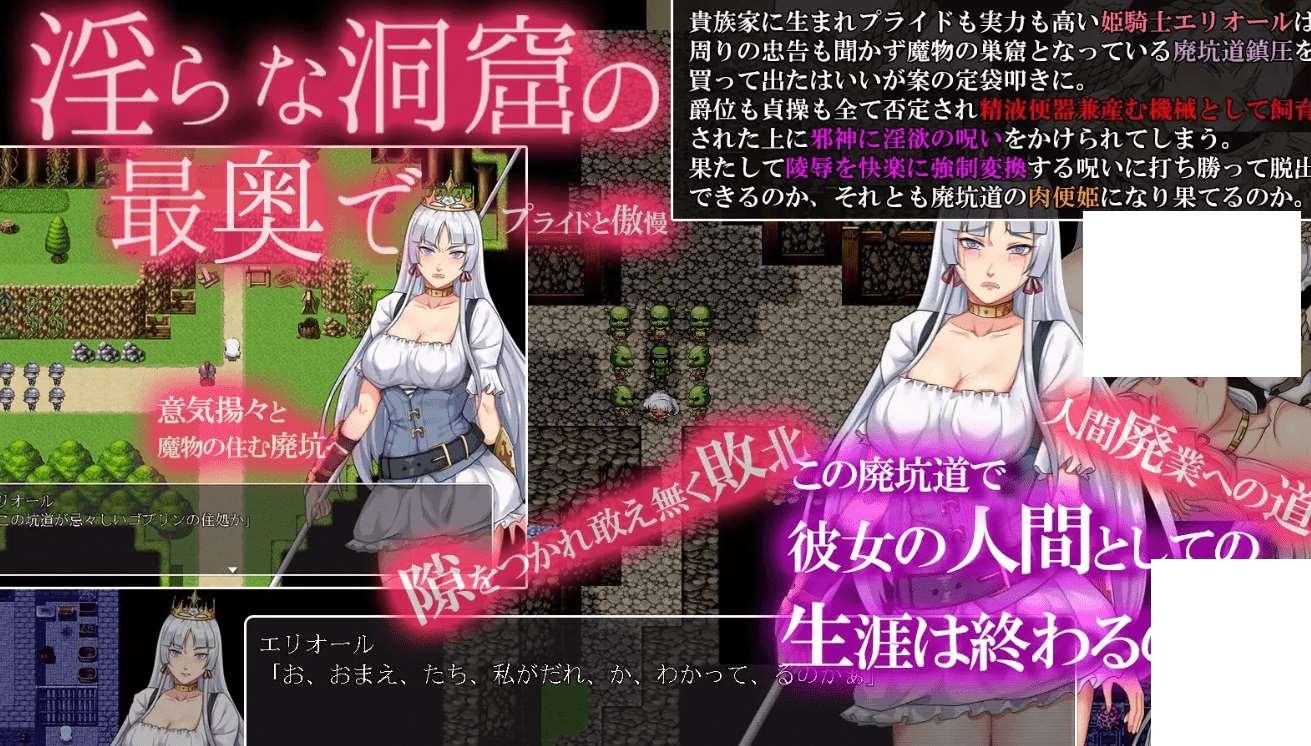 淫らな洞窟の
最奥で
プライドと傲慢
貴族家に生まれプライドも実力も高い姫騎士エリオールは
周りの忠告も聞かず魔物の巣窟となっている廃坑道鎮圧を
買って出たはいいが案の定袋叩きに。
爵位も貞操も全て否定され精液便器兼産む機械として飼育
された上に邪神に淫欲の呪いをかけられてしまう。
果たして陵辱を快楽に強制変換する呪いに打ち勝って脱出
できるのか、それとも廃坑道の肉便姫になり果てるのか。
意気揚々と
魔物の住む廃坑へ
リオール
この坑道が忌々しいゴブリンの住処か」
隙をつかれ敢え無く敗北
人間廃業への道
この廃坑道で
彼女の人間としての
生涯は終わる
エリオール
「お、おまえ、たち、私がだれ、か、わかって、るのかぁ」